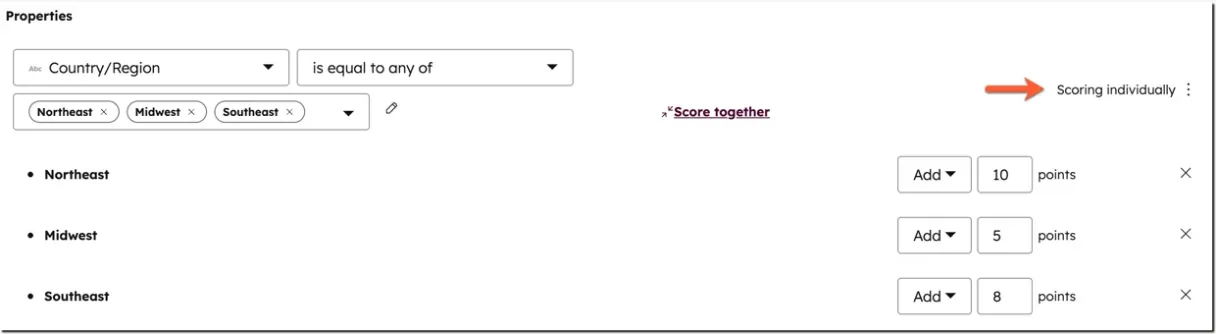 Properties
Abc Country/Region is equal to any of
Scoring individually
Northeast × Midwest × Southeast × Score together
• Northeast Add 10 points
• Midwest Add 5 points
• Southeast Add 8 points